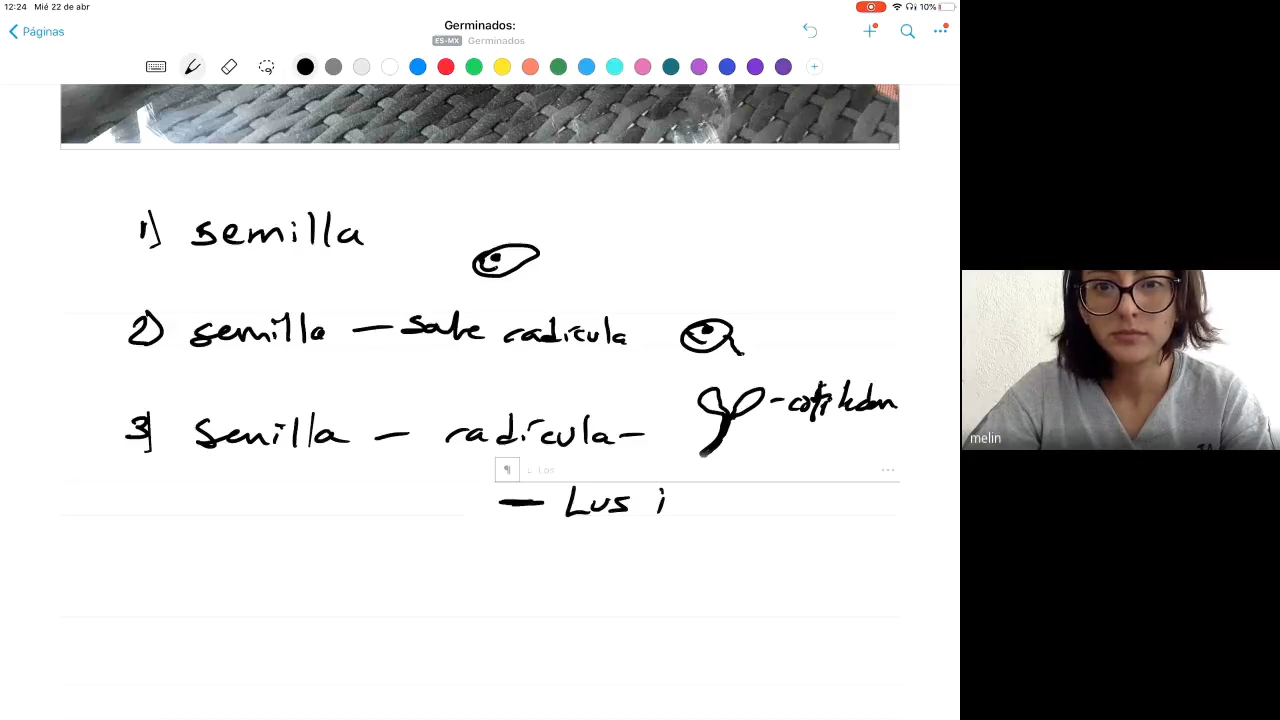 12:24 Mié 22 de abr 10%
Páginas
Germinados:
ES-MX Germinados
1) semilla
2) semilla — sale radícula
3) semilla — radícula —
- cotiledon
Los
— Lus i
melin